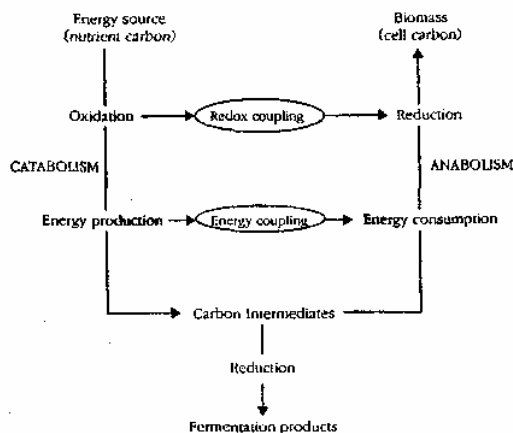 Energy source
(nutrient carbon)
Biomass
(cell carbon)
Oxidation
Redox coupling
Reduction
CATABOLISM
ANABOLISM
Energy production
Energy coupling
Energy consumption
Carbon Intermediates
Reduction
Fermentation products